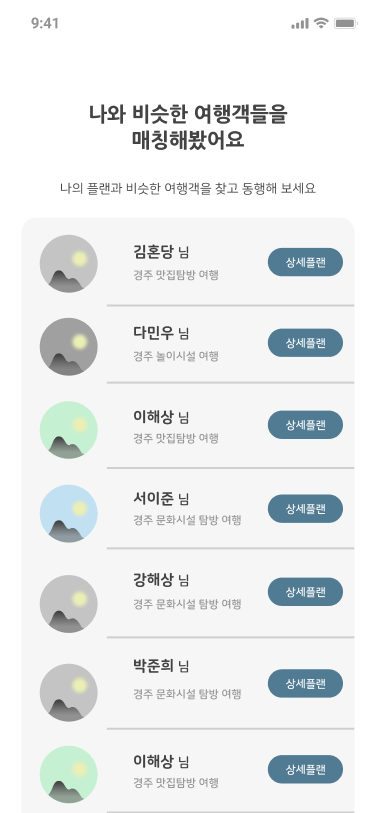 9:41
나와 비슷한 여행객들을
매칭해봤어요
나의 플랜과 비슷한 여행객을 찾고 동행해 보세요
김혼당 님
경주 맛집탐방 여행
상세플랜
다민우 님
경주 놀이시설 여행
상세플랜
이해상 님
경주 맛집탐방 여행
상세플랜
서이준 님
경주 문화시설 탐방 여행
상세플랜
강해상 님
경주 문화시설 탐방 여행
상세플랜
박준희 님
경주 문화시설 탐방 여행
상세플랜
이해상 님
경주 맛집탐방 여행
상세플랜